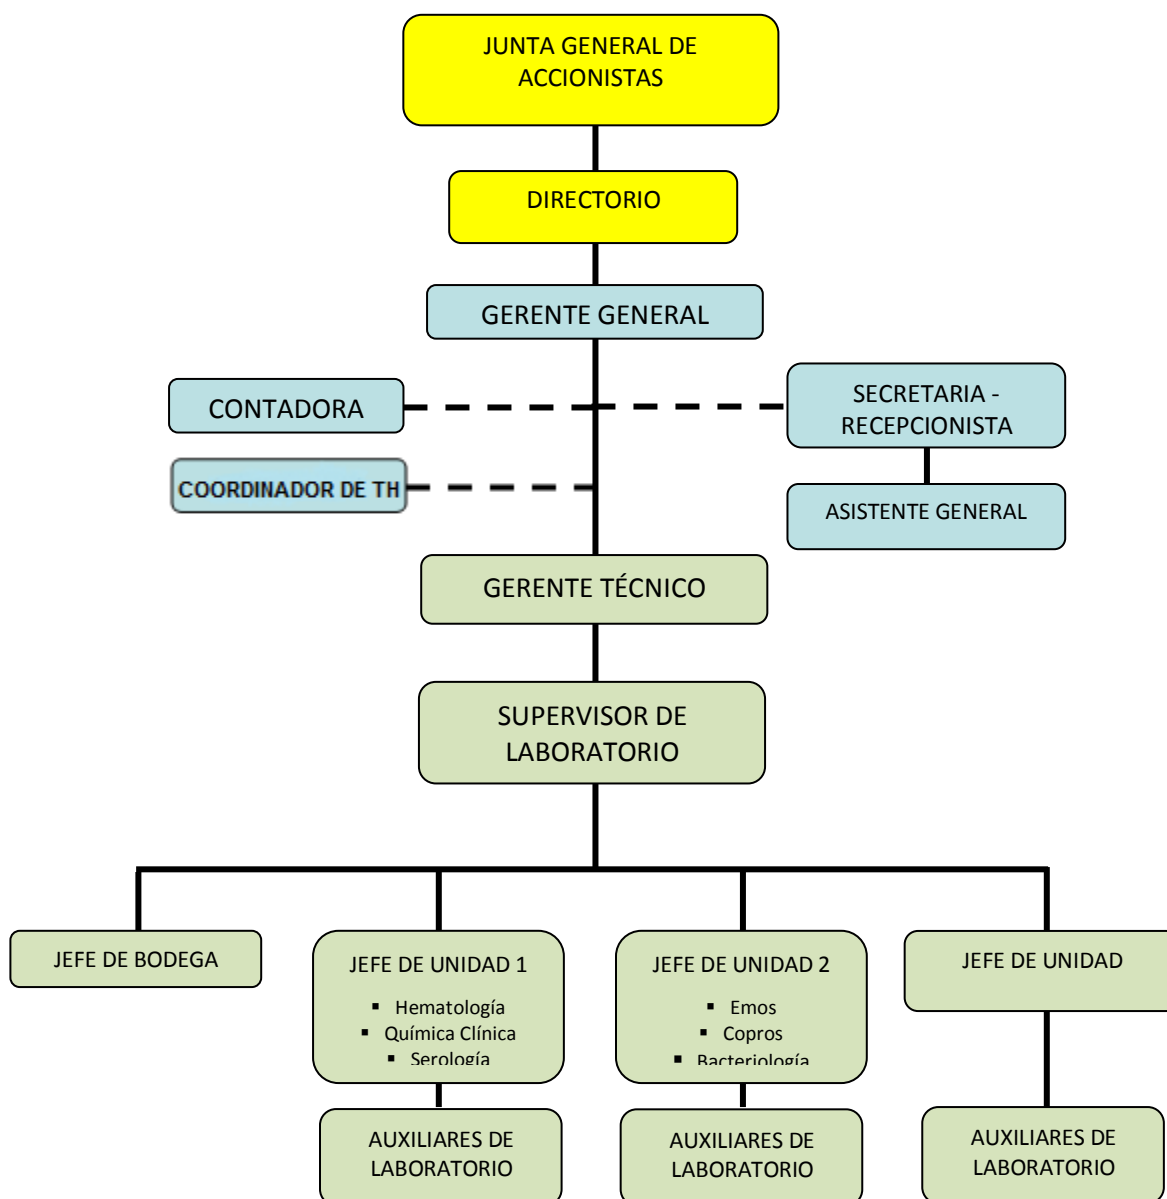 JUNTA GENERAL DE
ACCIONISTAS
DIRECTORIO
GERENTE GENERAL
CONTADORA
SECRETARIA -
RECEPCIONISTA
COORDINADOR DE TH
ASISTENTE GENERAL
GERENTE TÉCNICO
SUPERVISOR DE
LABORATORIO
JEFE DE BODEGA
JEFE DE UNIDAD 1
▪ Hematología
▪ Química Clínica
▪ Serología
JEFE DE UNIDAD 2
▪ Emos
▪ Copros
▪ Bacteriología
JEFE DE UNIDAD
AUXILIARES DE
LABORATORIO
AUXILIARES DE
LABORATORIO
AUXILIARES DE
LABORATORIO